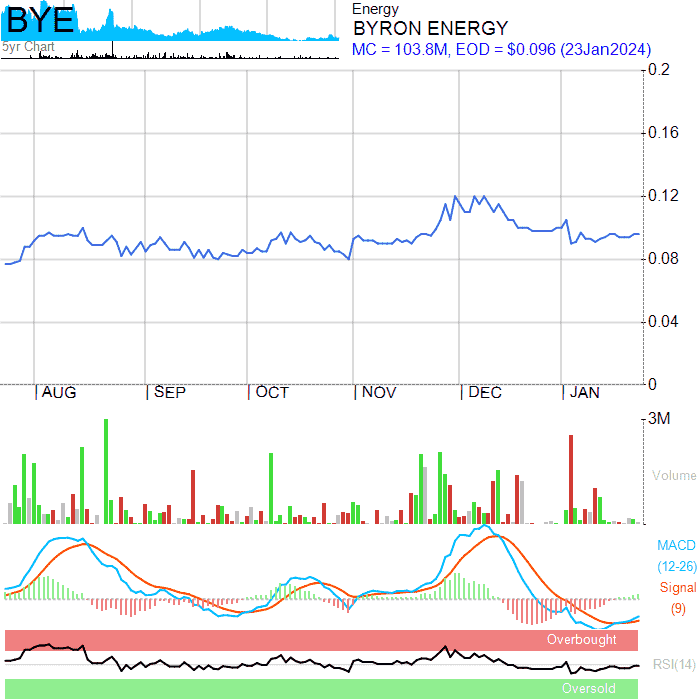 BYE
5yr Chart
Energy
BYRON ENERGY
MC = 103.8M, EOD = $0.096 (23Jan2024)
0.2
0.16
0.12
0.08
0.04
0
AUG SEP OCT NOV DEC JAN
3M
Volume
MACD
(12-26)
Signal
(9)
Overbought
RSI(14)
Oversold